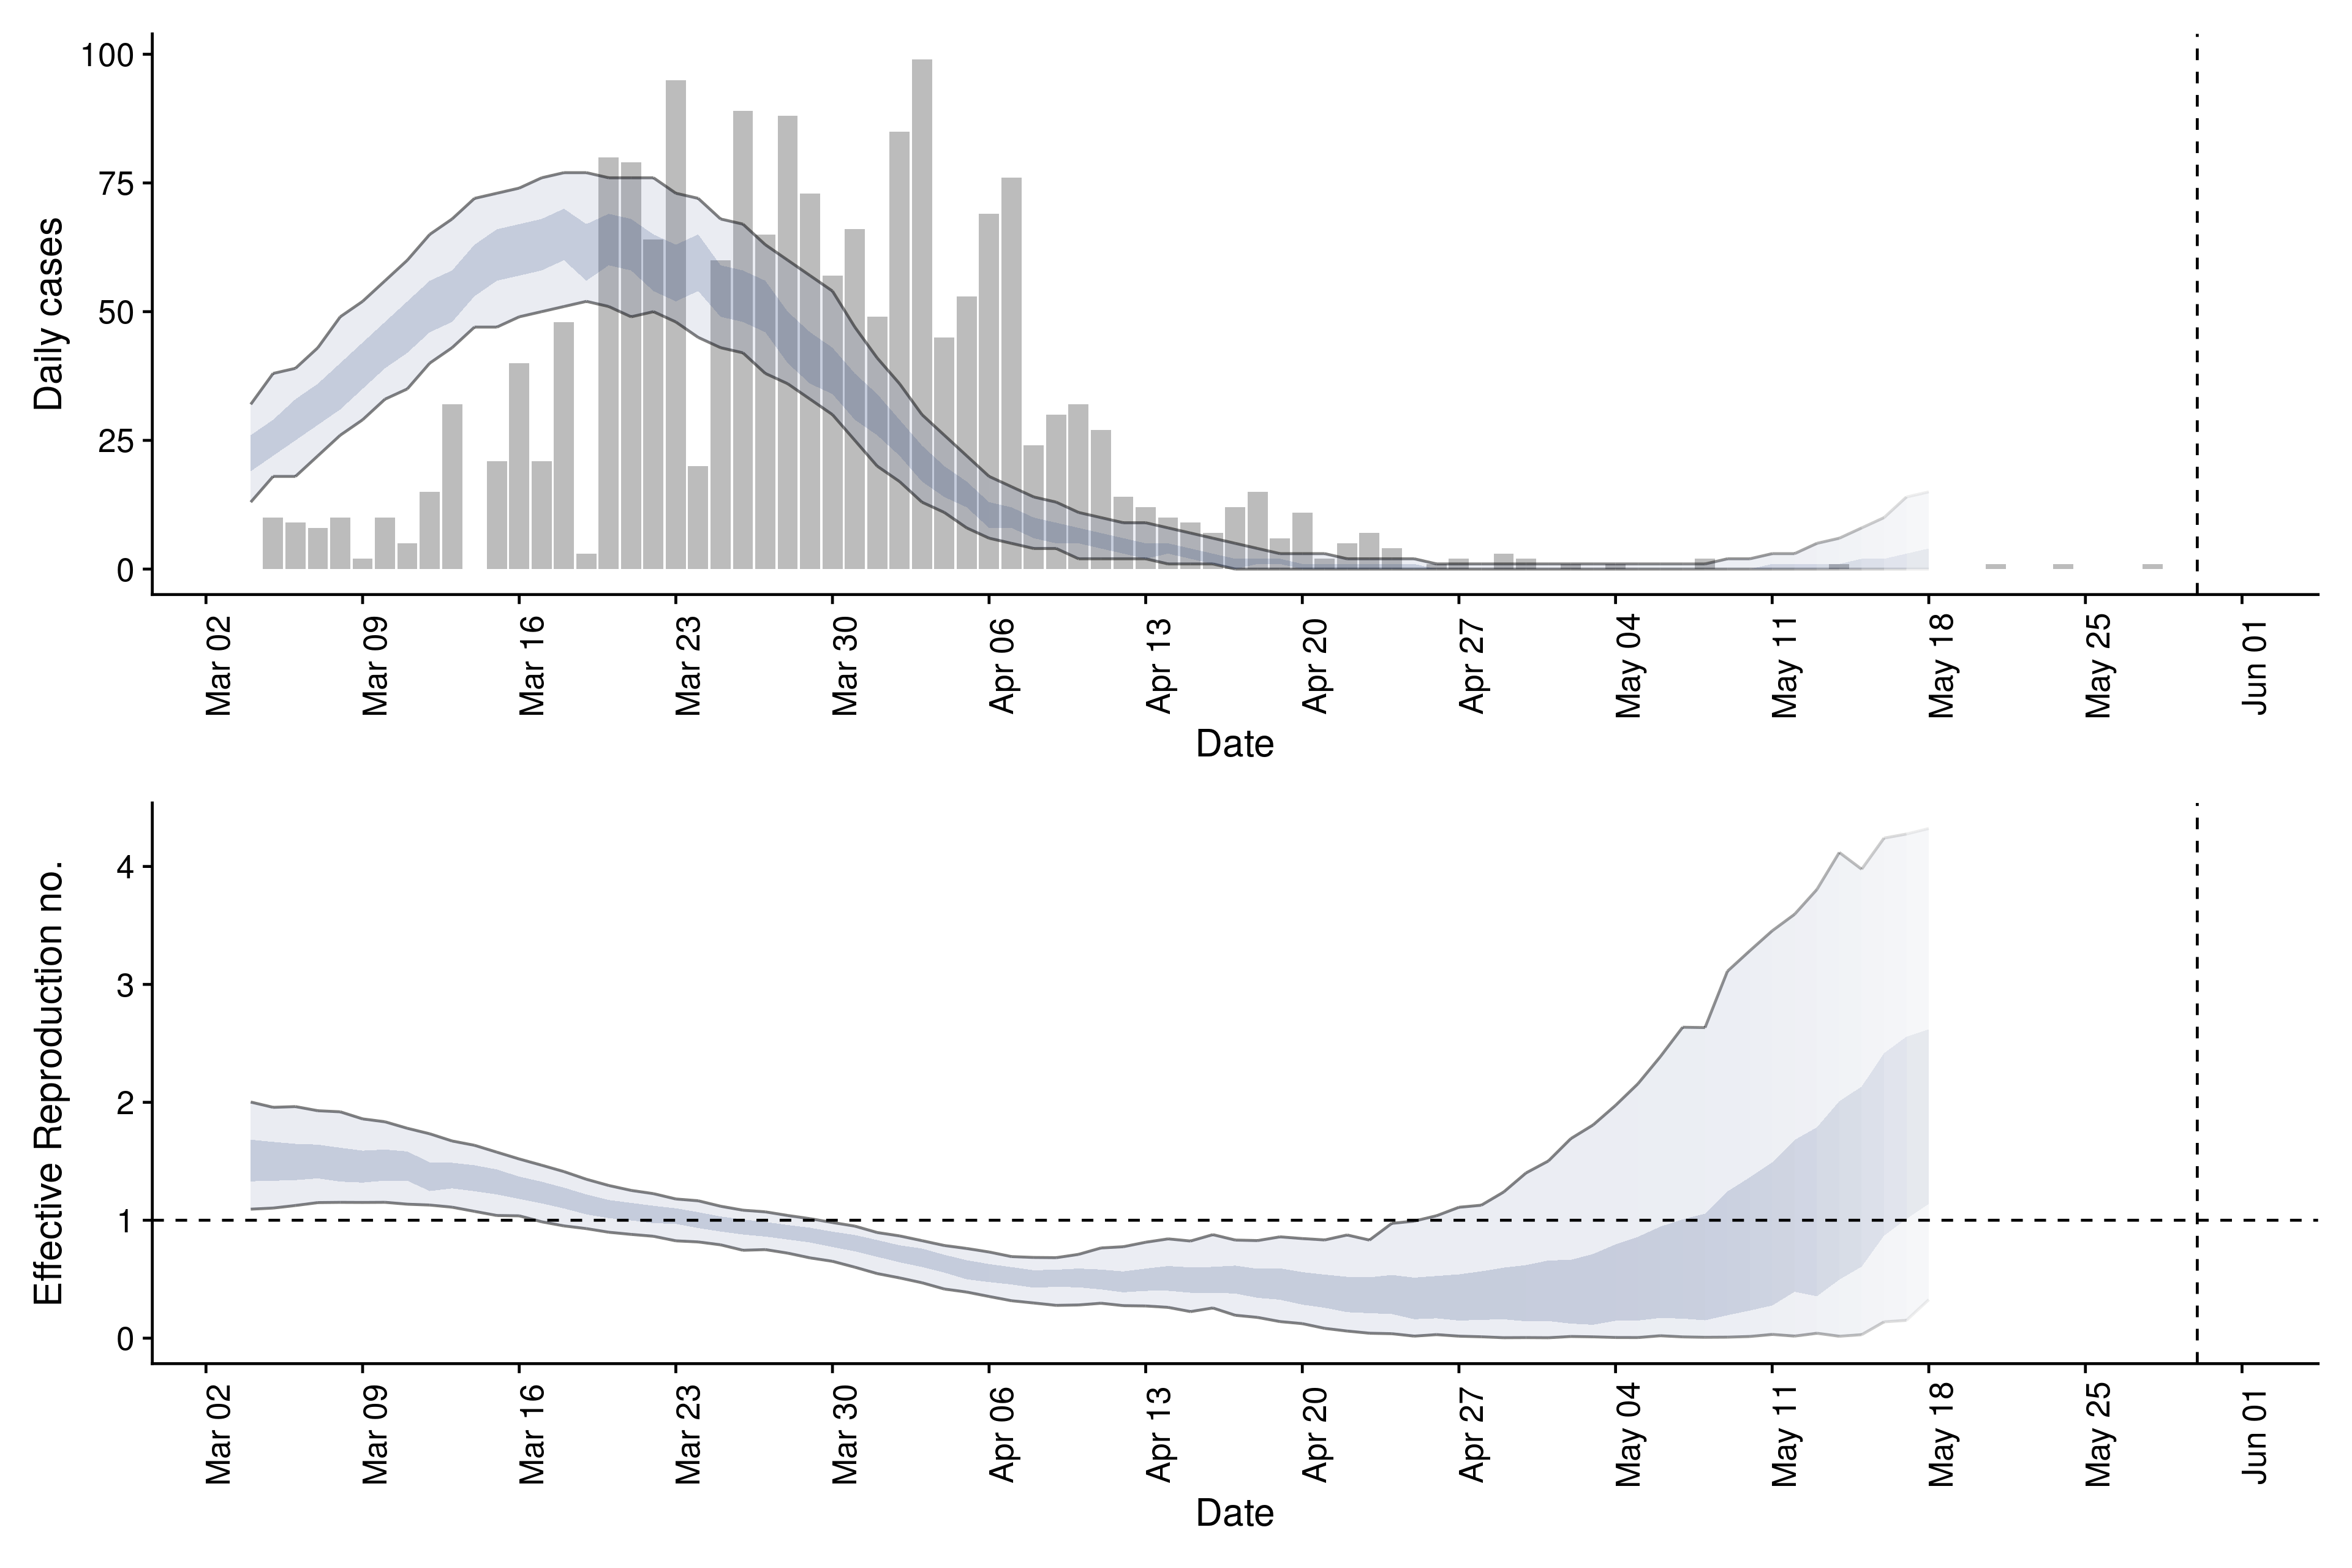 Daily cases
100
75
50
25
0
Mar 02
Mar 09
Mar 16
Mar 23
Mar 30
Apr 06
Apr 13
Apr 20
Apr 27
May 04
May 11
May 18
May 25
Jun 01
Date
Effective Reproduction no.
4
3
2
1
0
Mar 02
Mar 09
Mar 16
Mar 23
Mar 30
Apr 06
Apr 13
Apr 20
Apr 27
May 04
May 11
May 18
May 25
Jun 01
Date